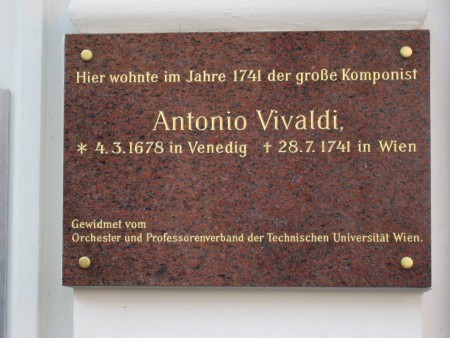 Hier wohnte im Jahre 1741 der große Komponist
Antonio Vivaldi,
* 4.3.1678 in Venedig † 28.7.1741 in Wien
Gewidmet vom
Orchester und Professorenverband der Technischen Universität Wien.